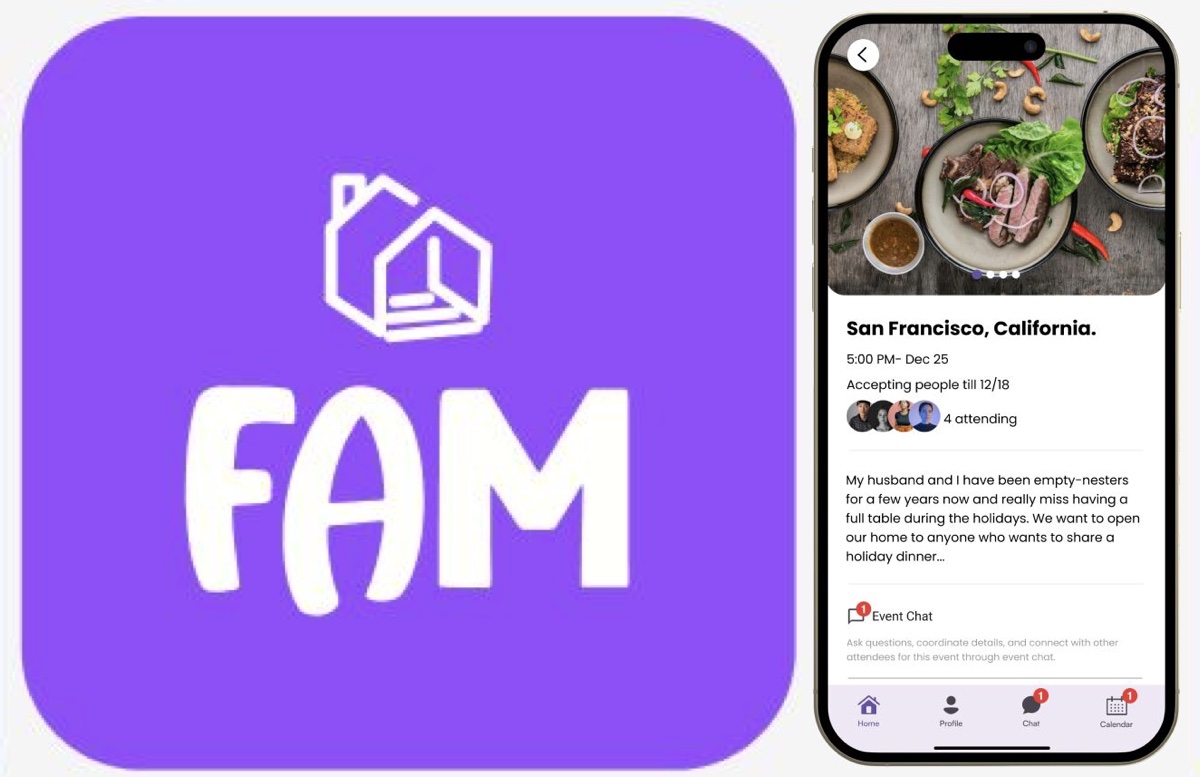 FAM
San Francisco, California.
5:00 PM- Dec 25
Accepting people till 12/18
4 attending
My husband and I have been empty-nesters
for a few years now and really miss having a
full table during the holidays. We want to open
our home to anyone who wants to share a
holiday dinner...
1
Event Chat
Ask questions, coordinate details, and connect with other
attendees for this event through event chat.
1
1
Home
Profile
Chat
Calendar